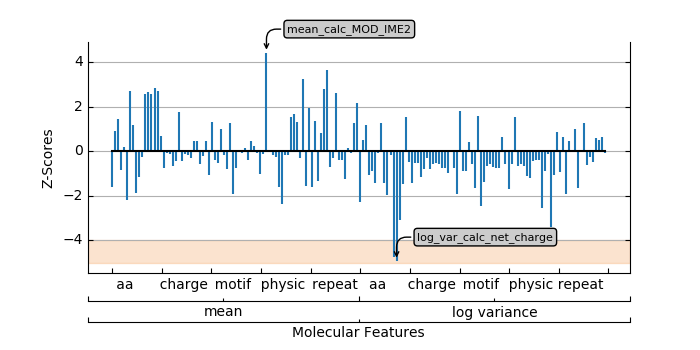 mean_calc_MOD_IME2
4
2
0
−2
−4
Z-Scores
log_var_calc_net_charge
aa charge motif physic repeat aa charge motif physic repeat
mean log variance
Molecular Features